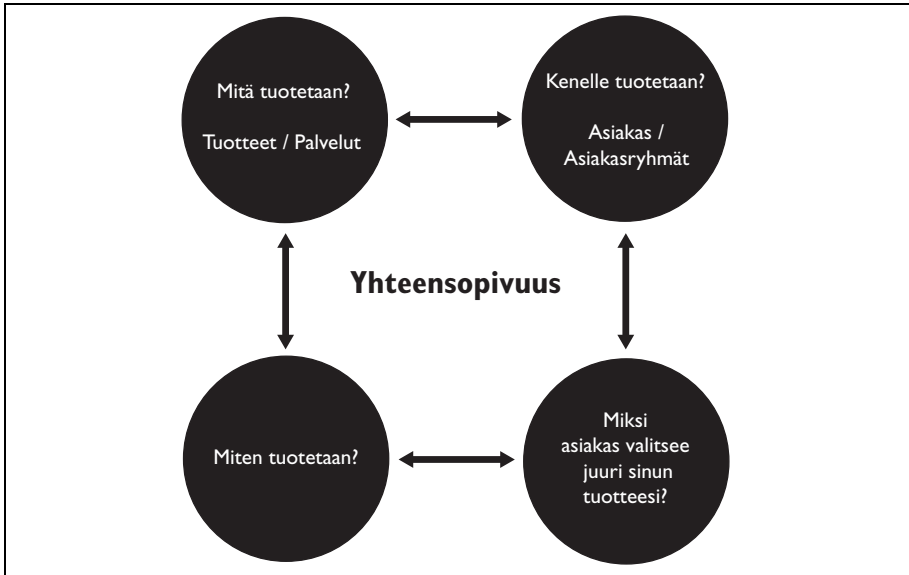 Mitä tuotetaan?
Tuotteet / Palvelut
Kenelle tuotetaan?
Asiakas /
Asiakasryhmät
Yhteensopivuus
Miten tuotetaan?
Miksi
asiakas valitsee
juuri sinun
tuotteesi?